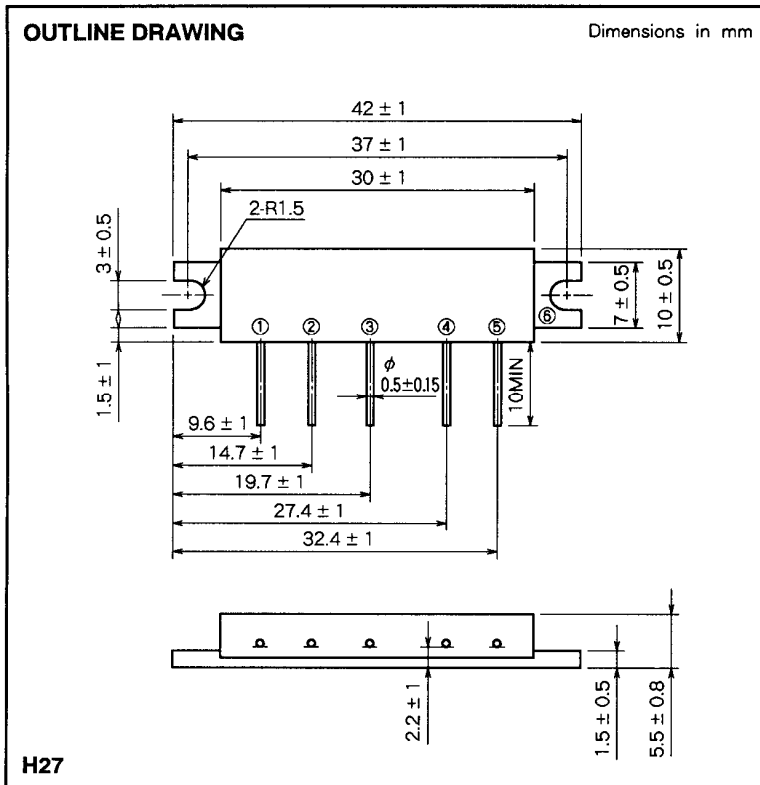 OUTLINE DRAWING
Dimensions in mm
42 ± 1
37 ± 1
30 ± 1
2-R1.5
3 ± 0.5
1.5 ± 1
① ② ③ ④ ⑤
⑥
7 ± 0.5
10 ± 0.5
φ
0.5±0.15
10MIN
9.6 ± 1
14.7 ± 1
19.7 ± 1
27.4 ± 1
32.4 ± 1
2.2 ± 1
1.5 ± 0.5
5.5 ± 0.8
H27